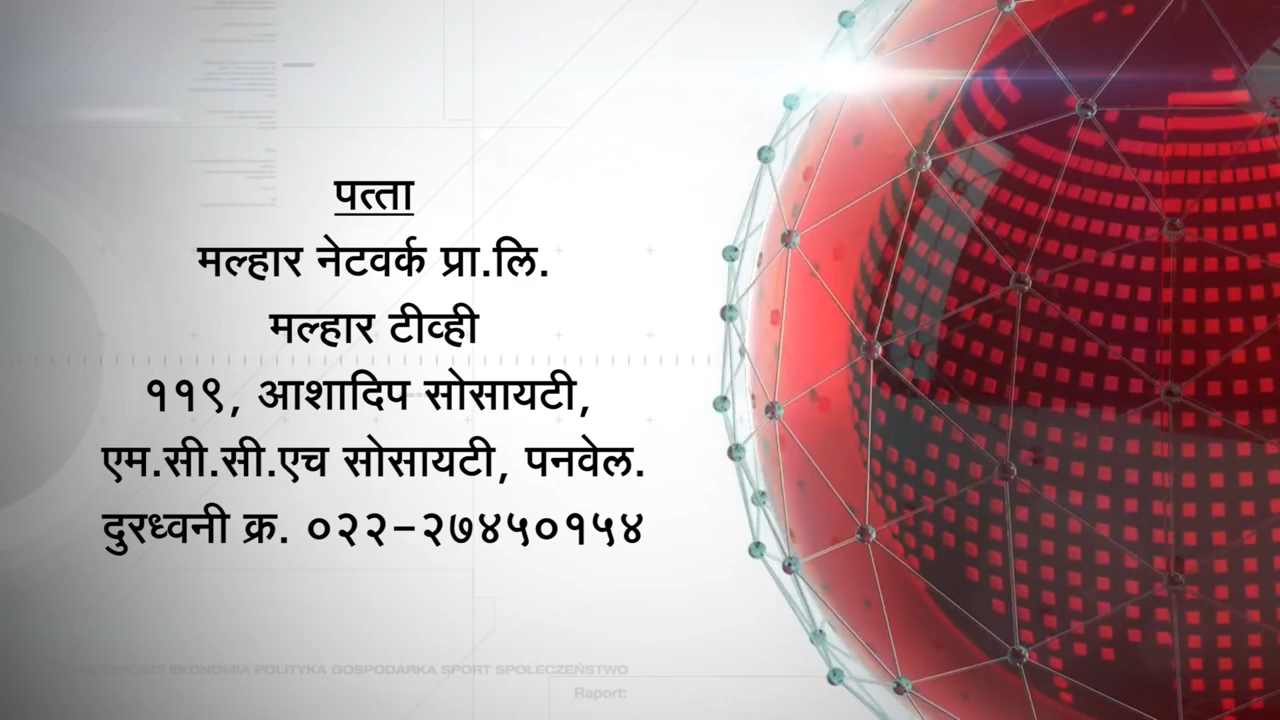 पत्ता
मल्हार नेटवर्क प्रा.लि.
मल्हार टीव्ही
११९, आशादिप सोसायटी,
एम.सी.सी.एच सोसायटी, पनवेल.
दुरध्वनी क्र. ०२२-२७४५०१५४
EKONOMIA POLITYKA GOSPODARKA SPORT SPOŁECZEŃSTWO
Raport: